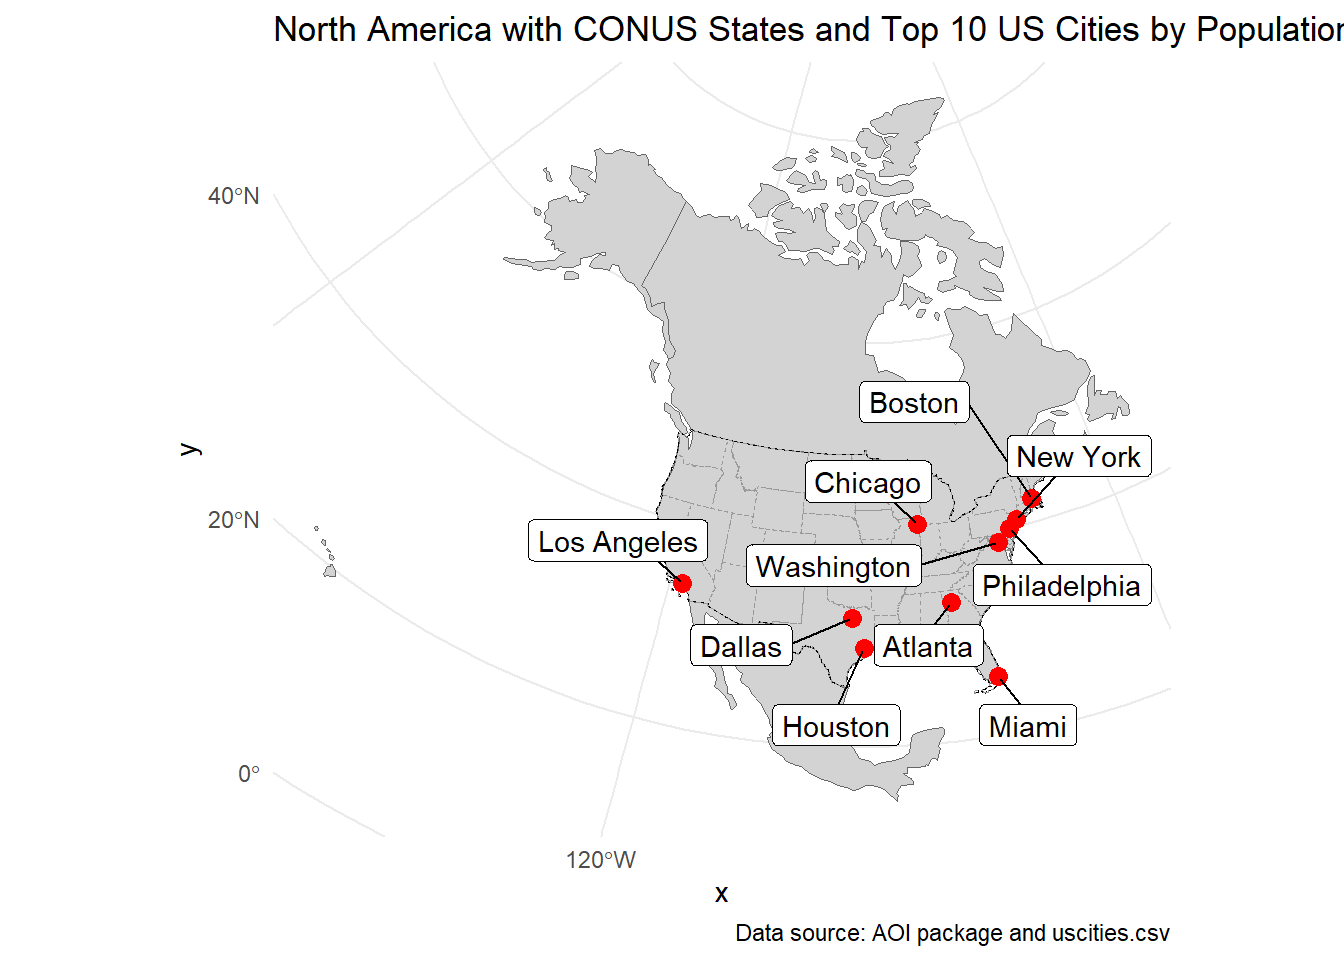 North America with CONUS States and Top 10 US Cities by Population
40°N
20°N
0°
120°W
y
x
Boston
New York
Chicago
Los Angeles
Washington
Philadelphia
Dallas
Atlanta
Houston
Miami
Data source: AOI package and uscities.csv